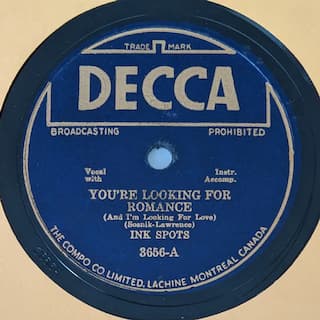 TRADE MARK
DECCA
BROADCASTING PROHIBITED
Vocal Instr.
with Accomp.
YOU'RE LOOKING FOR
ROMANCE
(And I'm Looking For Love)
(Bosnik-Lawrence)
INK SPOTS
3656-A
THE COMPO CO LIMITED, LACHINE MONTREAL CANADA